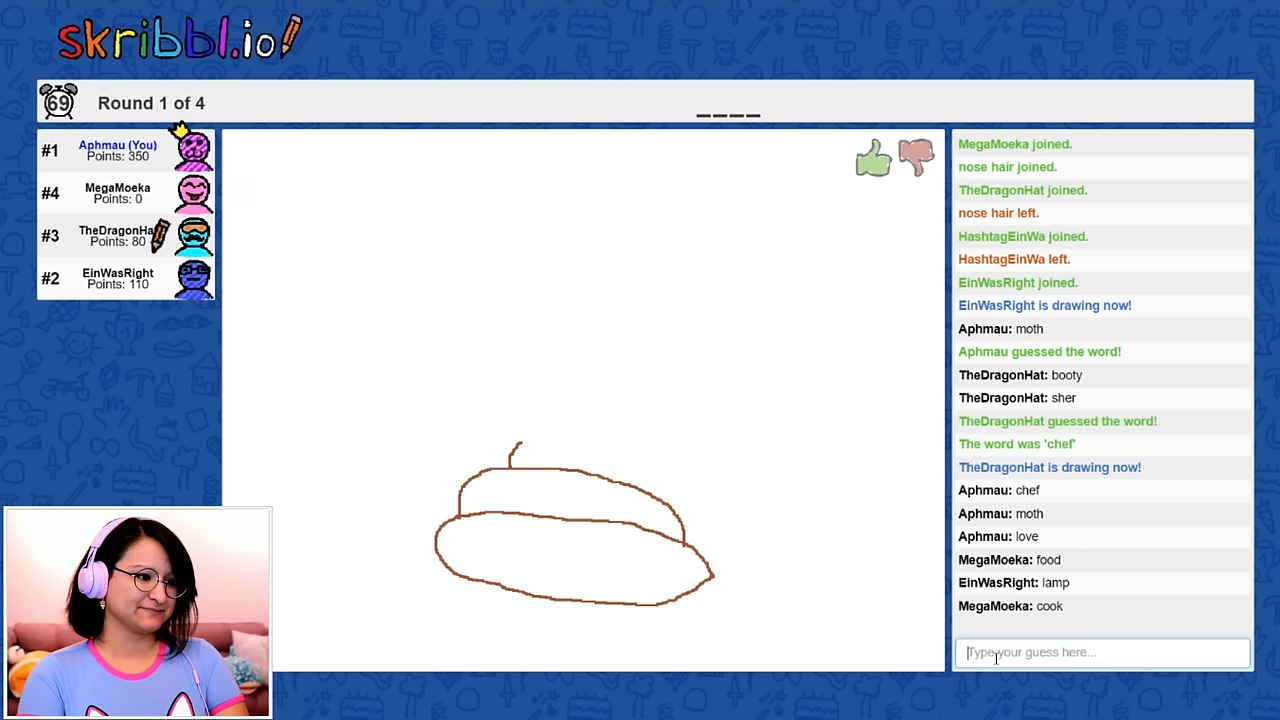 skribbl.io
69
Round 1 of 4
_ _ _ _
#1
Aphmau (You)
Points: 350
#4
MegaMoeka
Points: 0
#3
TheDragonHa
Points: 80
#2
EinWasRight
Points: 110
MegaMoeka joined.
nose hair joined.
TheDragonHat joined.
nose hair left.
HashtagEinWa joined.
HashtagEinWa left.
EinWasRight joined.
EinWasRight is drawing now!
Aphmau: moth
Aphmau guessed the word!
TheDragonHat: booty
TheDragonHat: sher
TheDragonHat guessed the word!
The word was 'chef'
TheDragonHat is drawing now!
Aphmau: chef
Aphmau: moth
Aphmau: love
MegaMoeka: food
EinWasRight: lamp
MegaMoeka: cook
Type your guess here...